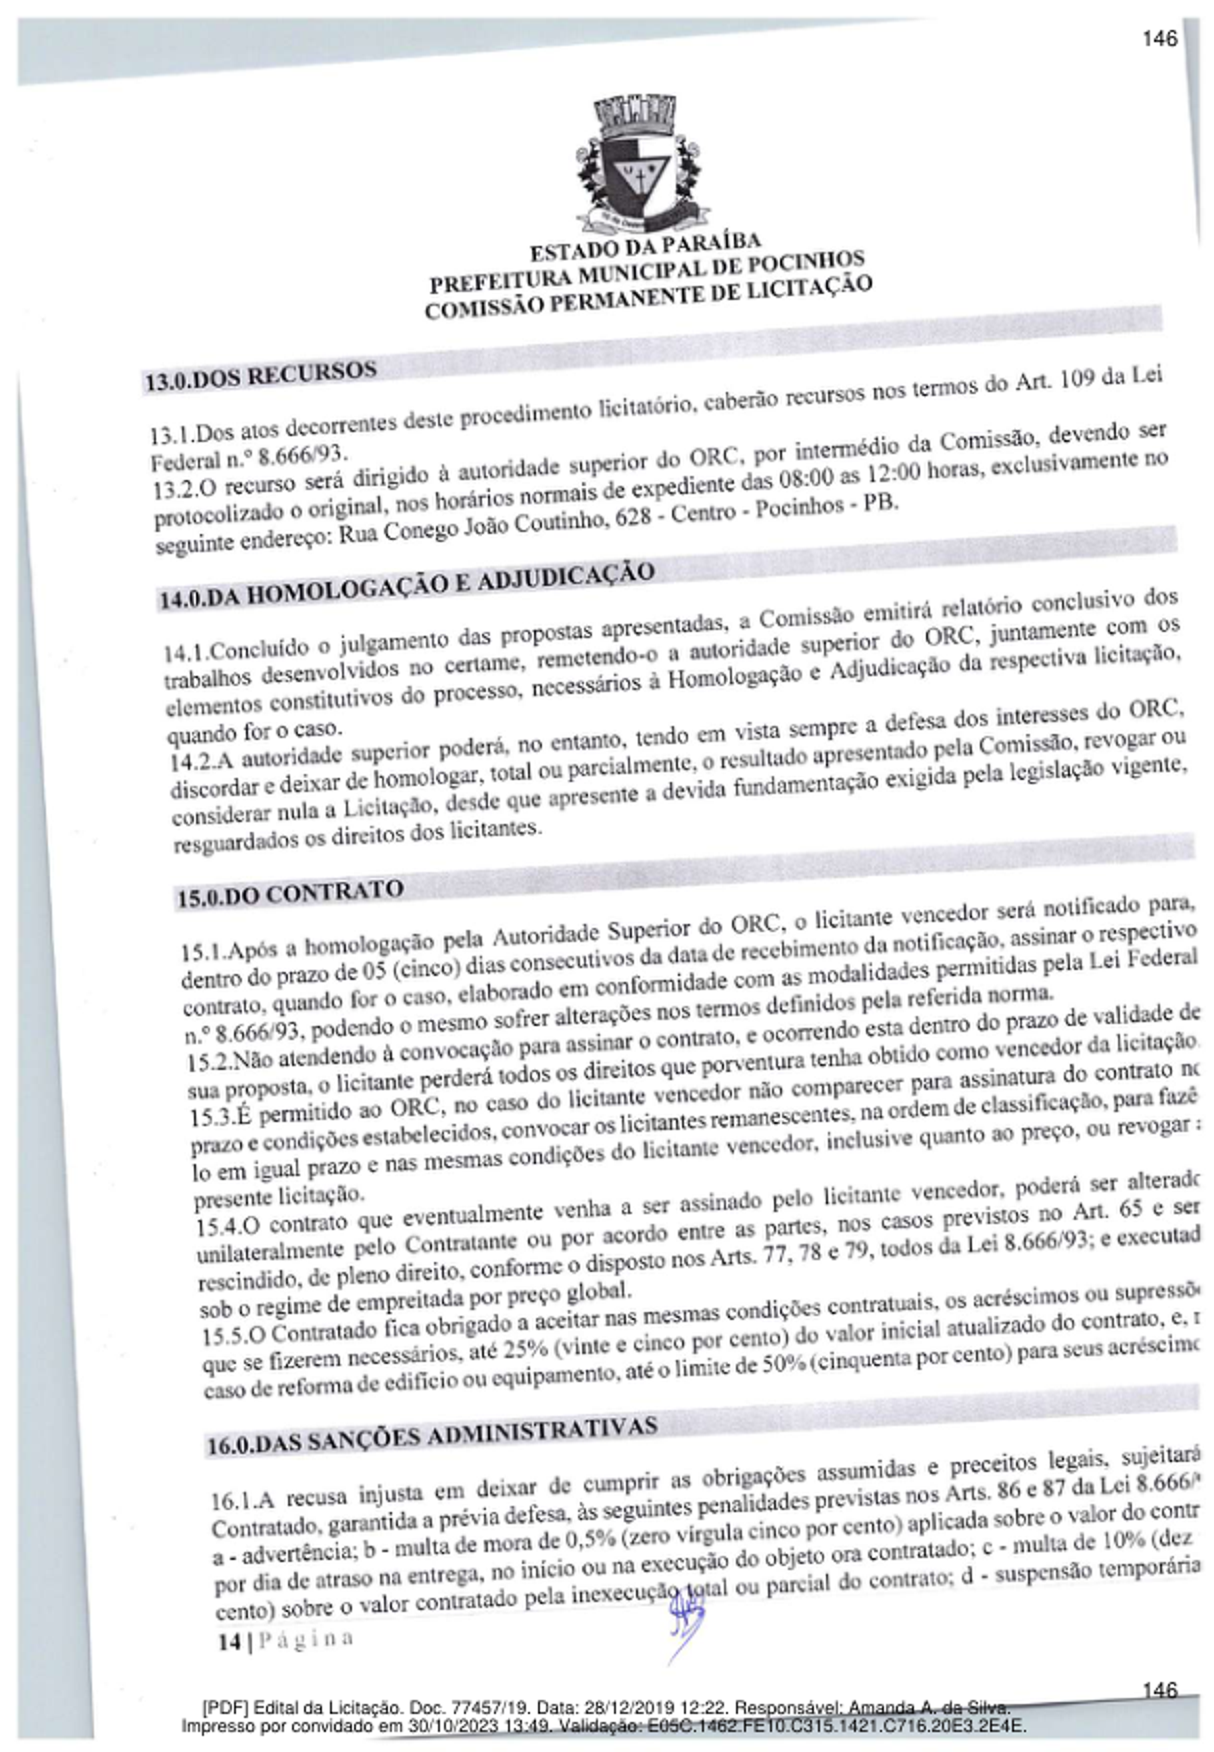 146
ESTADO DA PARAÍBA
PREFEITURA MUNICIPAL DE POCINHOS
COMISSÃO PERMANENTE DE LICITAÇÃO
13.0.DOS RECURSOS
13.1.Dos atos decorrentes deste procedimento licitatório, caberão recursos nos termos do Art. 109 da Lei
Federal n.º 8.666/93.
13.2.O recurso será dirigido à autoridade superior do ORC, por intermédio da Comissão, devendo ser
protocolizado o original, nos horários normais de expediente das 08:00 as 12:00 horas, exclusivamente no
seguinte endereço: Rua Conego João Coutinho, 628 - Centro - Pocinhos - PB.
14.0.DA HOMOLOGAÇÃO E ADJUDICAÇÃO
14.1.Concluído o julgamento das propostas apresentadas, a Comissão emitirá relatório conclusivo dos
trabalhos desenvolvidos no certame, remetendo-o a autoridade superior do ORC, juntamente com os
elementos constitutivos do processo, necessários à Homologação e Adjudicação da respectiva licitação,
quando for o caso.
14.2.A autoridade superior poderá, no entanto, tendo em vista sempre a defesa dos interesses do ORC,
discordar e deixar de homologar, total ou parcialmente, o resultado apresentado pela Comissão, revogar ou
considerar nula a Licitação, desde que apresente a devida fundamentação exigida pela legislação vigente,
resguardados os direitos dos licitantes.
15.0.DO CONTRATO
15.1.Após a homologação pela Autoridade Superior do ORC, o licitante vencedor será notificado para,
dentro do prazo de 05 (cinco) dias consecutivos da data de recebimento da notificação, assinar o respectivo
contrato, quando for o caso, elaborado em conformidade com as modalidades permitidas pela Lei Federal
n.º 8.666/93, podendo o mesmo sofrer alterações nos termos definidos pela referida norma.
15.2.Não atendendo à convocação para assinar o contrato, e ocorrendo esta dentro do prazo de validade de
sua proposta, o licitante perderá todos os direitos que porventura tenha obtido como vencedor da licitação.
15.3.É permitido ao ORC, no caso do licitante vencedor não comparecer para assinatura do contrato no
prazo e condições estabelecidos, convocar os licitantes remanescentes, na ordem de classificação, para fazê
lo em igual prazo e nas mesmas condições do licitante vencedor, inclusive quanto ao preço, ou revogar
presente licitação.
15.4.O contrato que eventualmente venha a ser assinado pelo licitante vencedor, poderá ser alterado
unilateralmente pelo Contratante ou por acordo entre as partes, nos casos previstos no Art. 65 e ser
rescindido, de pleno direito, conforme o disposto nos Arts. 77, 78 e 79, todos da Lei 8.666/93; e executad
sob o regime de empreitada por preço global.
15.5.O Contratado fica obrigado a aceitar nas mesmas condições contratuais, os acréscimos ou supressõe
que se fizerem necessários, até 25% (vinte e cinco por cento) do valor inicial atualizado do contrato, e,
caso de reforma de edifício ou equipamento, até o limite de 50% (cinquenta por cento) para seus acréscimo
16.0.DAS SANÇÕES ADMINISTRATIVAS
16.1.A recusa injusta em deixar de cumprir as obrigações assumidas e preceitos legais, sujeitará
Contratado, garantida a prévia defesa, às seguintes penalidades previstas nos Arts. 86 e 87 da Lei 8.666/
a - advertência; b - multa de mora de 0,5% (zero vírgula cinco por cento) aplicada sobre o valor do contr
por dia de atraso na entrega, no início ou na execução do objeto ora contratado; c - multa de 10% (dez
cento) sobre o valor contratado pela inexecução total ou parcial do contrato; d - suspensão temporária
14 | Página
146
[PDF] Edital da Licitação. Doc. 77457/19. Data: 28/12/2019 12:22. Responsável: Amanda A. da Silva.
Impresso por convidado em 30/10/2023 13:49. Validação: E05C.1462.FE10.C315.1421.C716.20E3.2E4E.